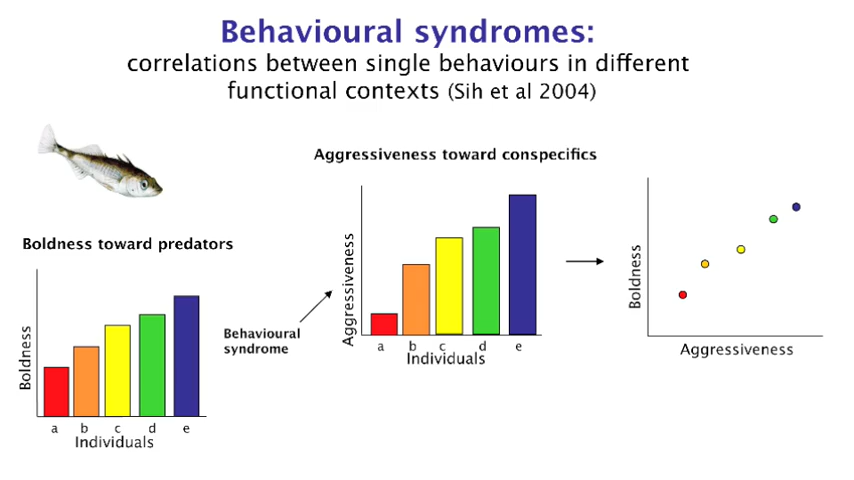 Behavioural syndromes:
correlations between single behaviours in different
functional contexts (Sih et al 2004)
Boldness toward predators
Boldness
a b c d e
Individuals
Behavioural
syndrome
Aggressiveness toward conspecifics
Aggressiveness
a b c d e
Individuals
Boldness
Aggressiveness